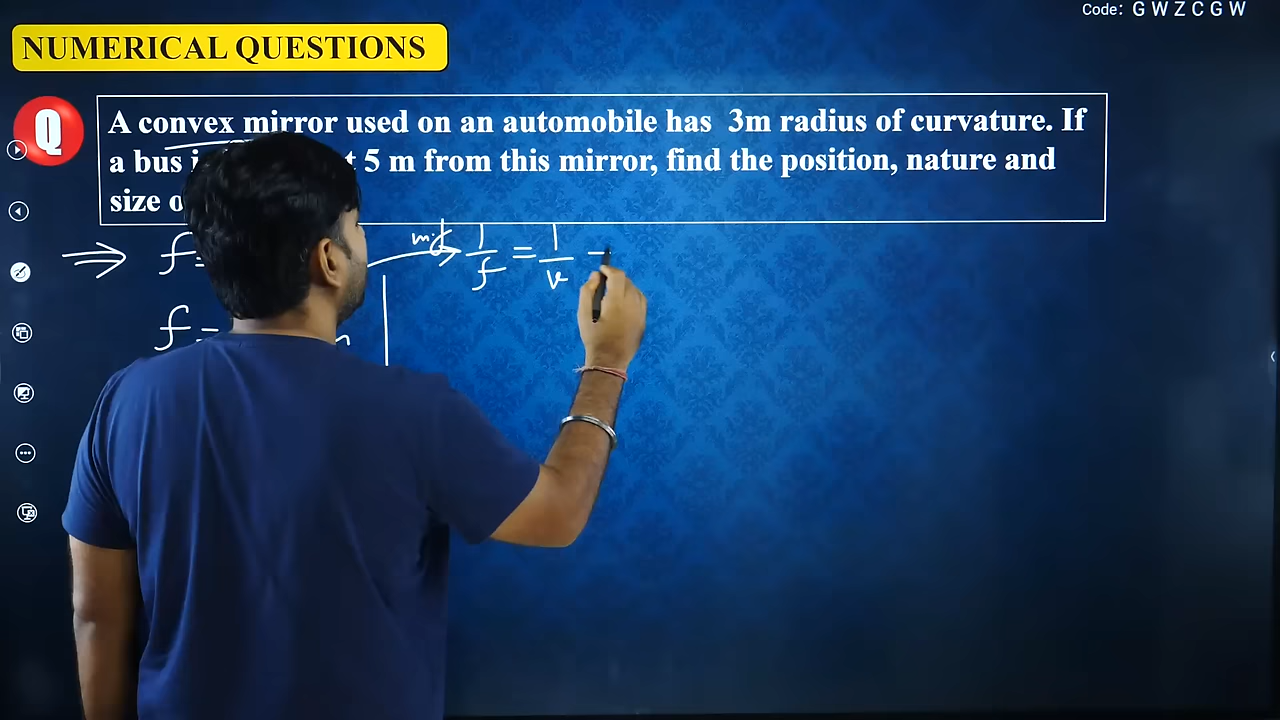 Code: G W Z C G W
NUMERICAL QUESTIONS
Q
A convex mirror used on an automobile has 3m radius of curvature. If
a bus 5 m from this mirror, find the position, nature and
size
f =
1/f = 1/v
f =